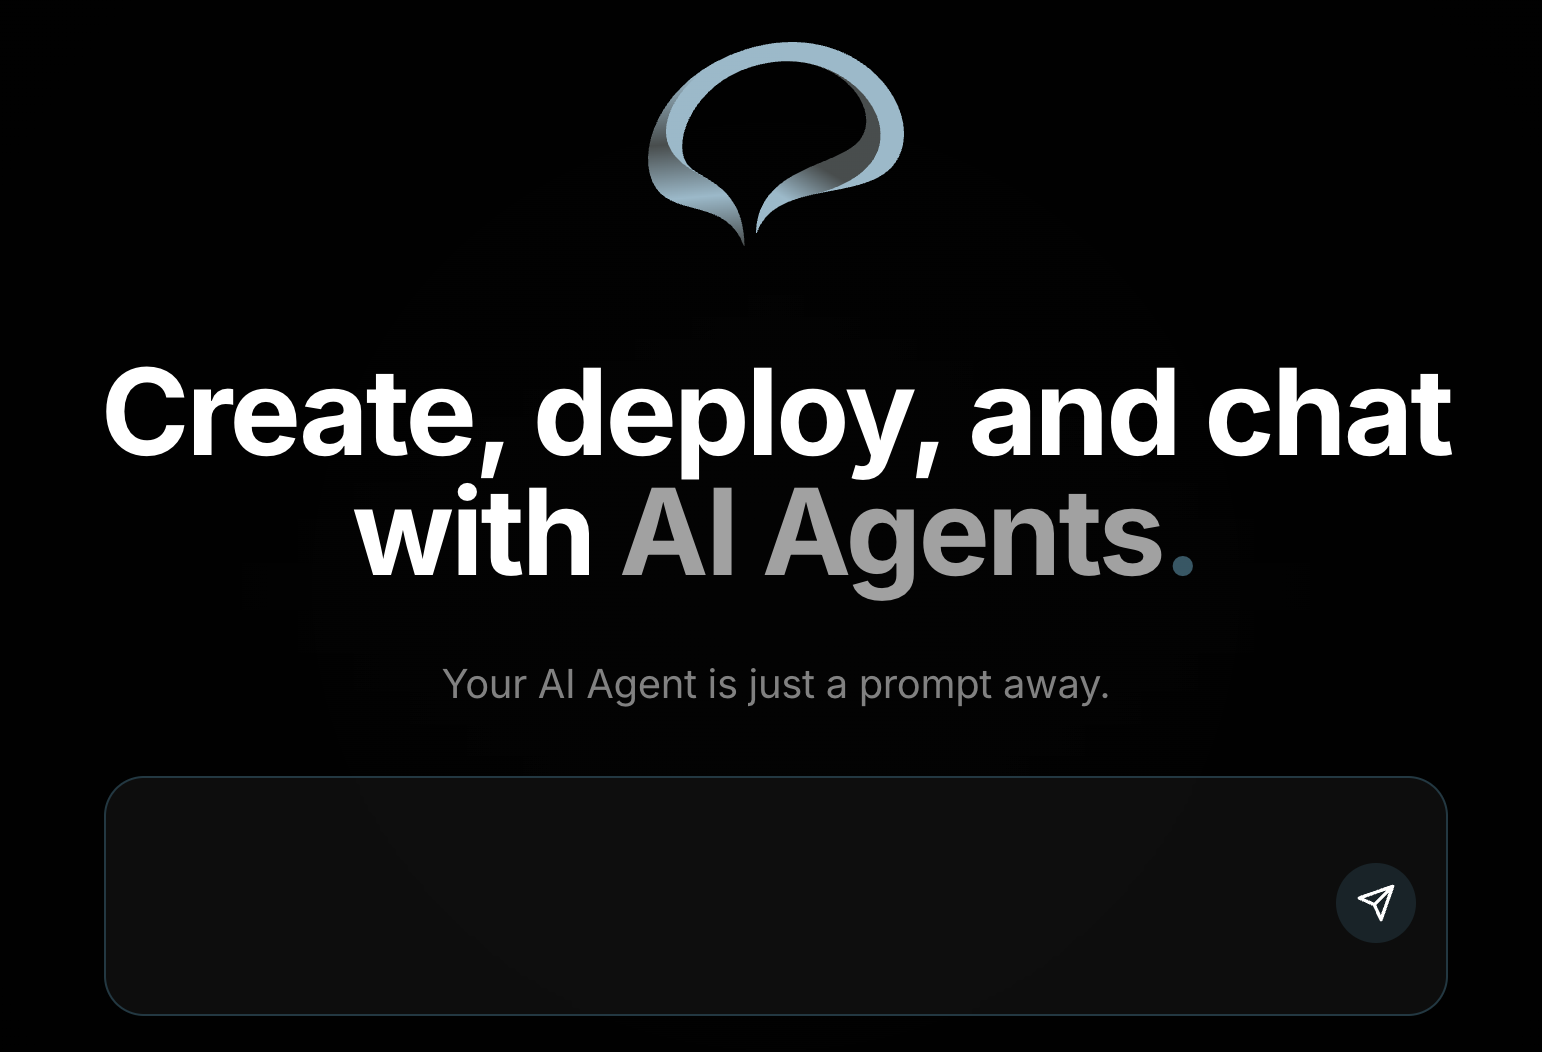 Create, deploy, and chat
with AI Agents.
Your AI Agent is just a prompt away.